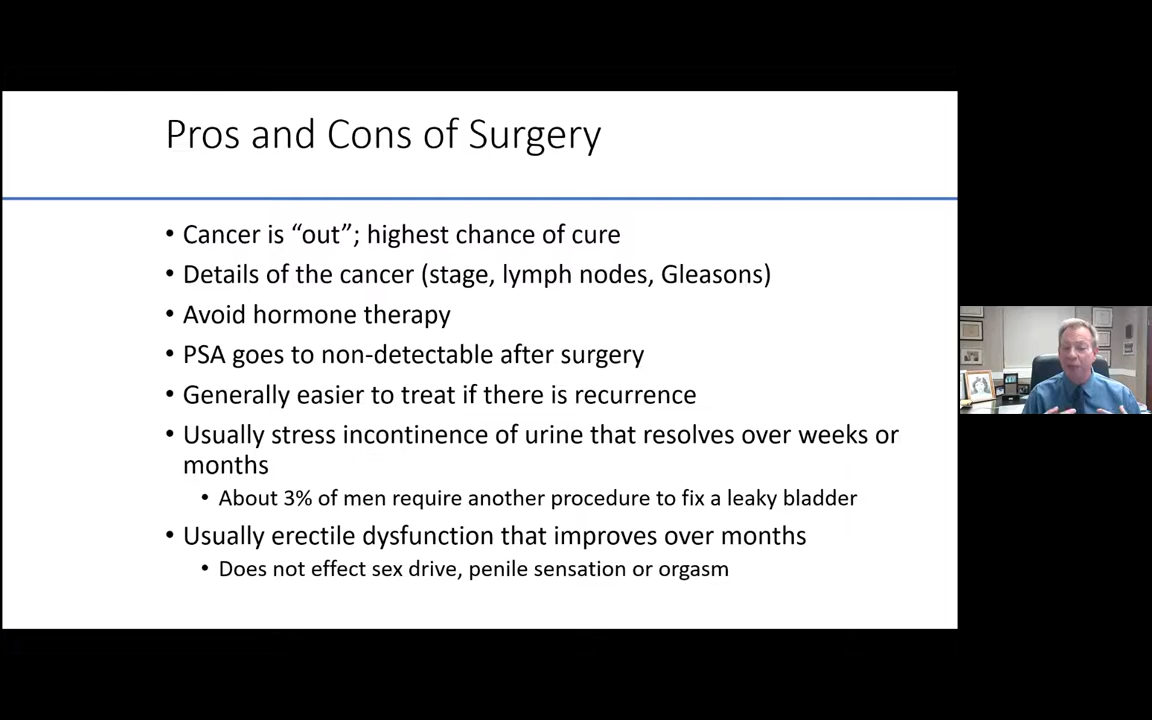 Pros and Cons of Surgery
• Cancer is “out”; highest chance of cure
• Details of the cancer (stage, lymph nodes, Gleasons)
• Avoid hormone therapy
• PSA goes to non-detectable after surgery
• Generally easier to treat if there is recurrence
• Usually stress incontinence of urine that resolves over weeks or
months
• About 3% of men require another procedure to fix a leaky bladder
• Usually erectile dysfunction that improves over months
• Does not effect sex drive, penile sensation or orgasm